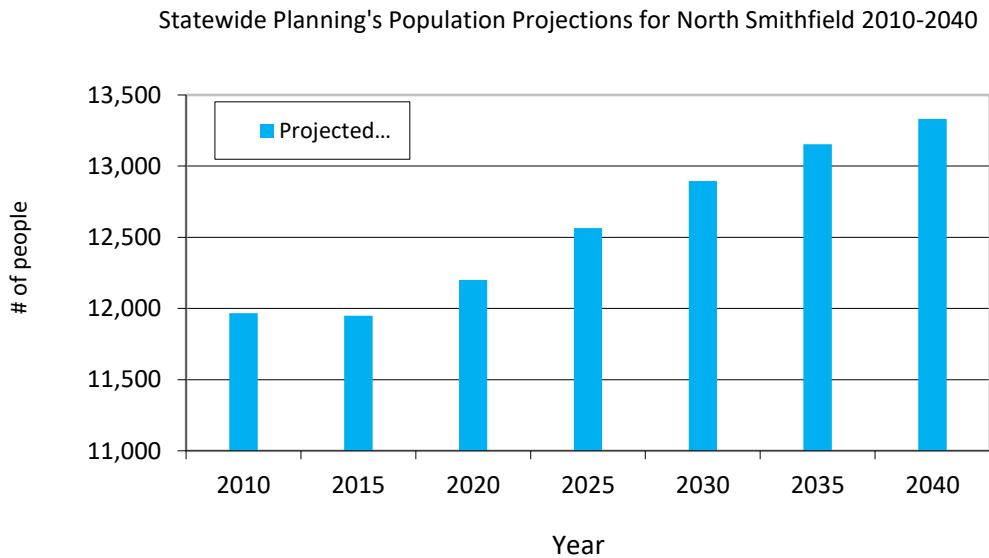 Statewide Planning's Population Projections for North Smithfield 2010-2040
13,500
13,000
12,500
12,000
11,500
11,000
# of people
Projected...
2010 2015 2020 2025 2030 2035 2040
Year